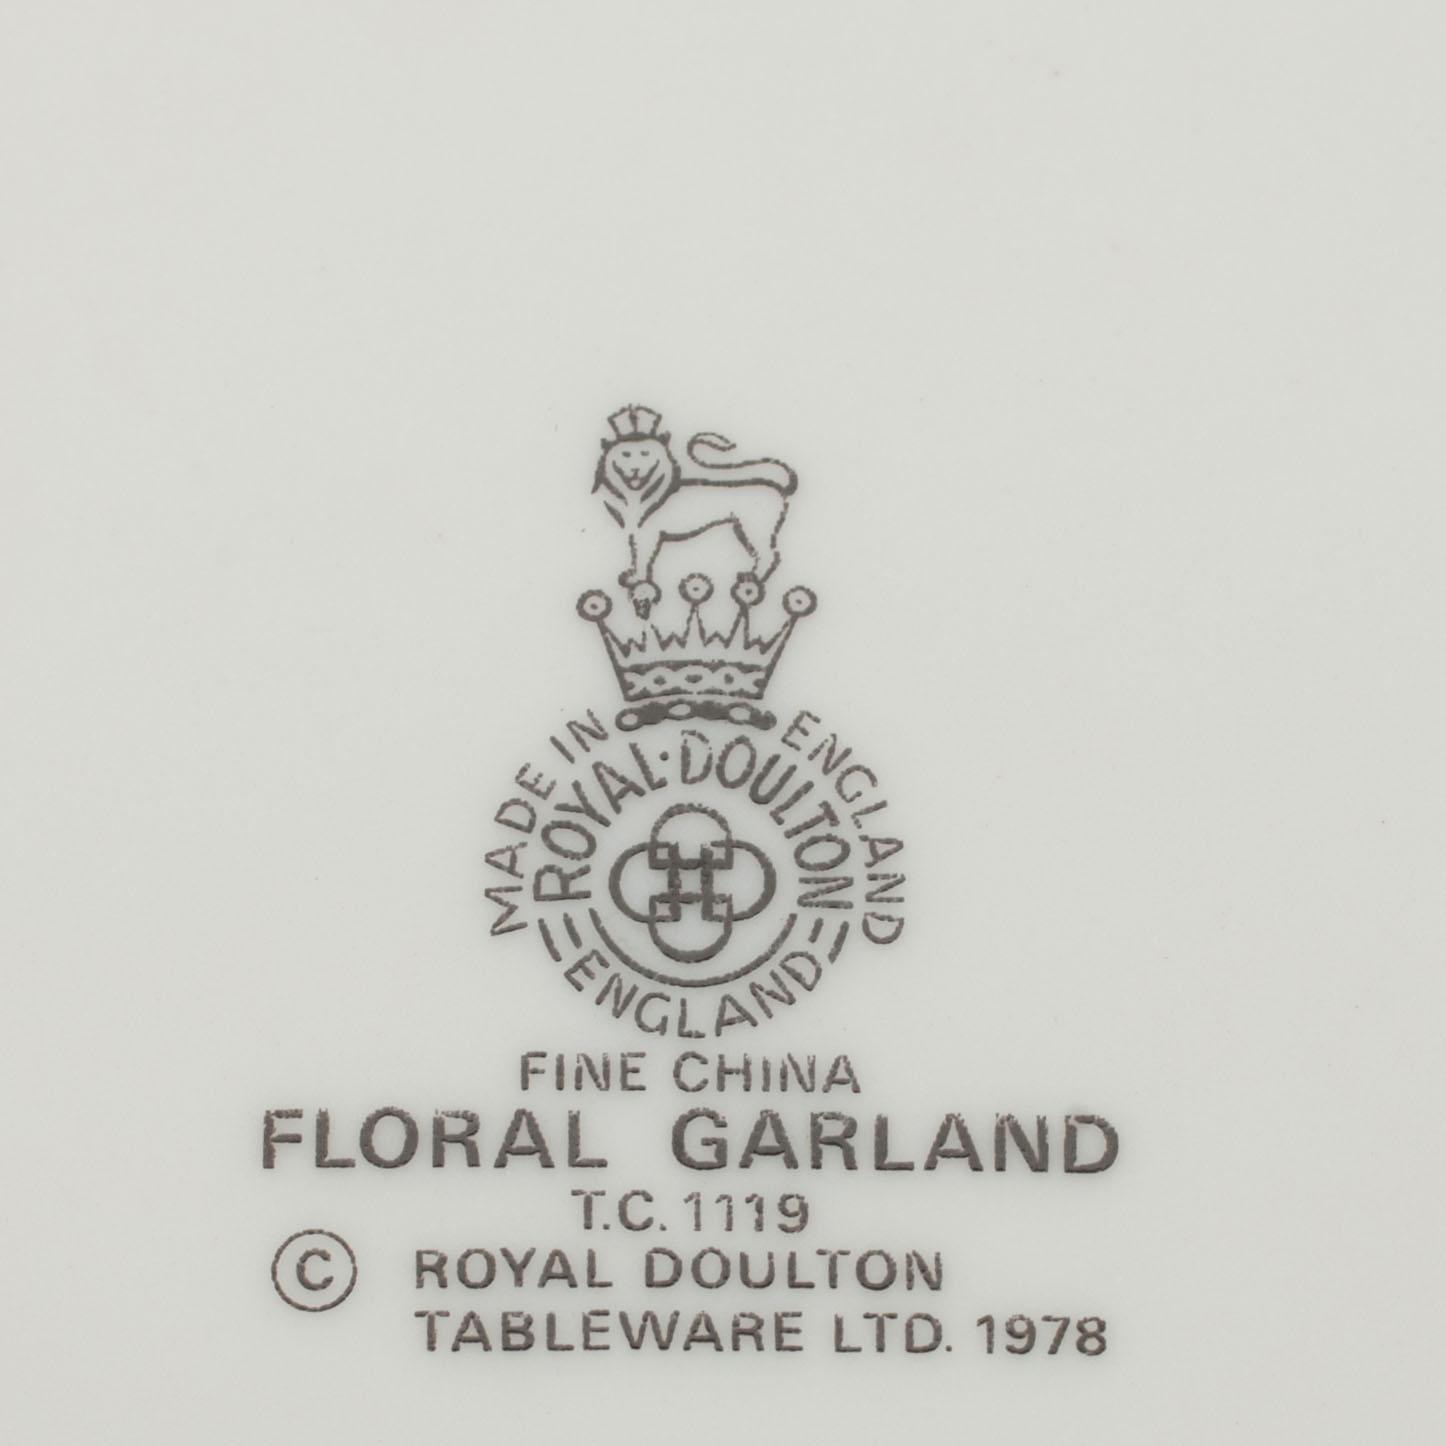 MADE IN ENGLAND
ROYAL·DOULTON
ENGLAND
FINE CHINA
FLORAL GARLAND
T.C. 1119
© ROYAL DOULTON
TABLEWARE LTD. 1978